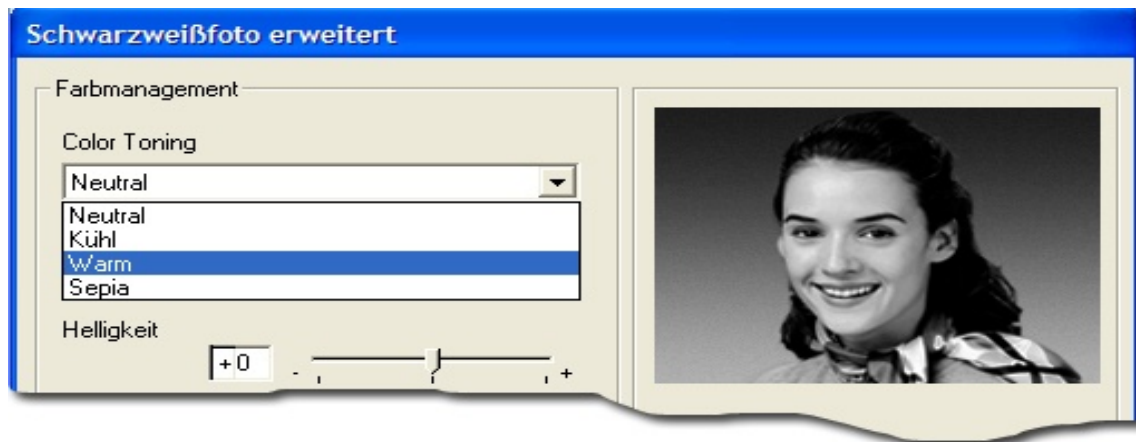 Schwarzweißfoto erweitert
Farbmanagement
Color Toning
Neutral
Neutral
Kühl
Warm
Sepia
Helligkeit
+0
- +